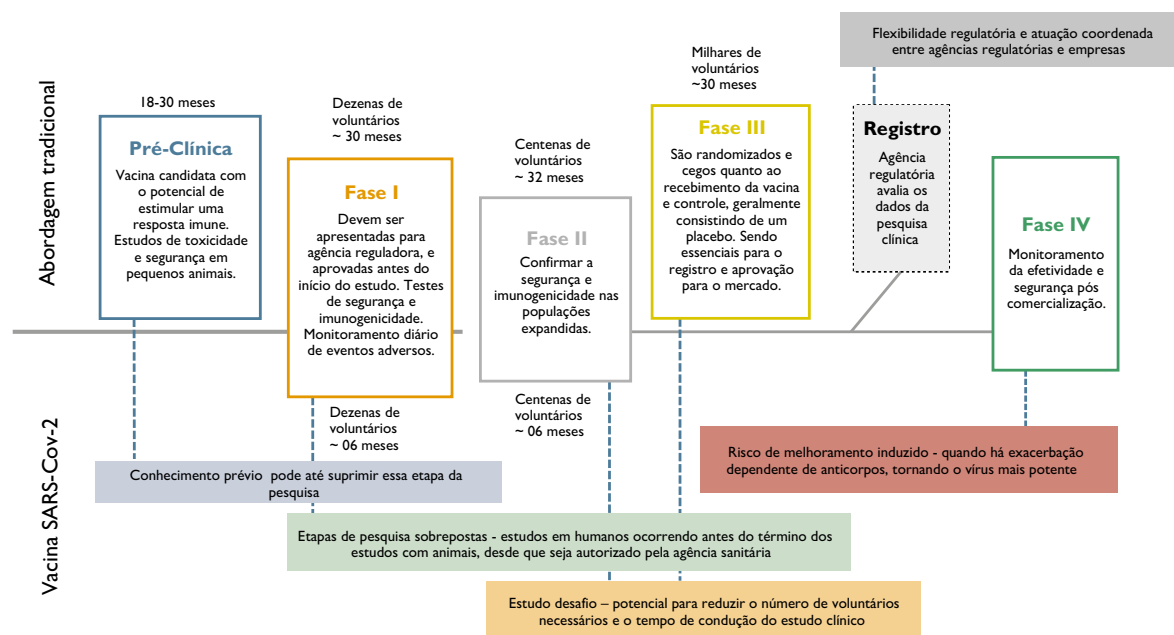 Abordagem tradicional
18-30 meses
Pré-Clínica
Vacina candidata com
o potencial de
estimular uma
resposta imune.
Estudos de toxicidade
e segurança em
pequenos animais.
Dezenas de
voluntários
~ 30 meses
Fase I
Devem ser
apresentadas para
agência reguladora, e
aprovadas antes do
início do estudo. Testes
de segurança e
imunogenicidade.
Monitoramento diário
de eventos adversos.
Centenas de
voluntários
~ 32 meses
Fase II
Confirmar a
segurança e
imunogenicidade nas
populações
expandidas.
Milhares de
voluntários
~30 meses
Fase III
São randomizados e
cegos quanto ao
recebimento da vacina
e controle, geralmente
consistindo de um
placebo. Sendo
essenciais para o
registro e aprovação
para o mercado.
Flexibilidade regulatória e atuação coordenada
entre agências regulatórias e empresas
Registro
Agência
regulatória
avalia os
dados da
pesquisa
clínica
Fase IV
Monitoramento
da efetividade e
segurança pós
comercialização.
Vacina SARS-Cov-2
Dezenas de
voluntários
~ 06 meses
Centenas de
voluntários
~ 06 meses
Conhecimento prévio pode até suprimir essa etapa da
pesquisa
Risco de melhoramento induzido - quando há exacerbação
dependente de anticorpos, tornando o vírus mais potente
Etapas de pesquisa sobrepostas - estudos em humanos ocorrendo antes do término dos
estudos com animais, desde que seja autorizado pela agência sanitária
Estudo desafio – potencial para reduzir o número de voluntários
necessários e o tempo de condução do estudo clínico